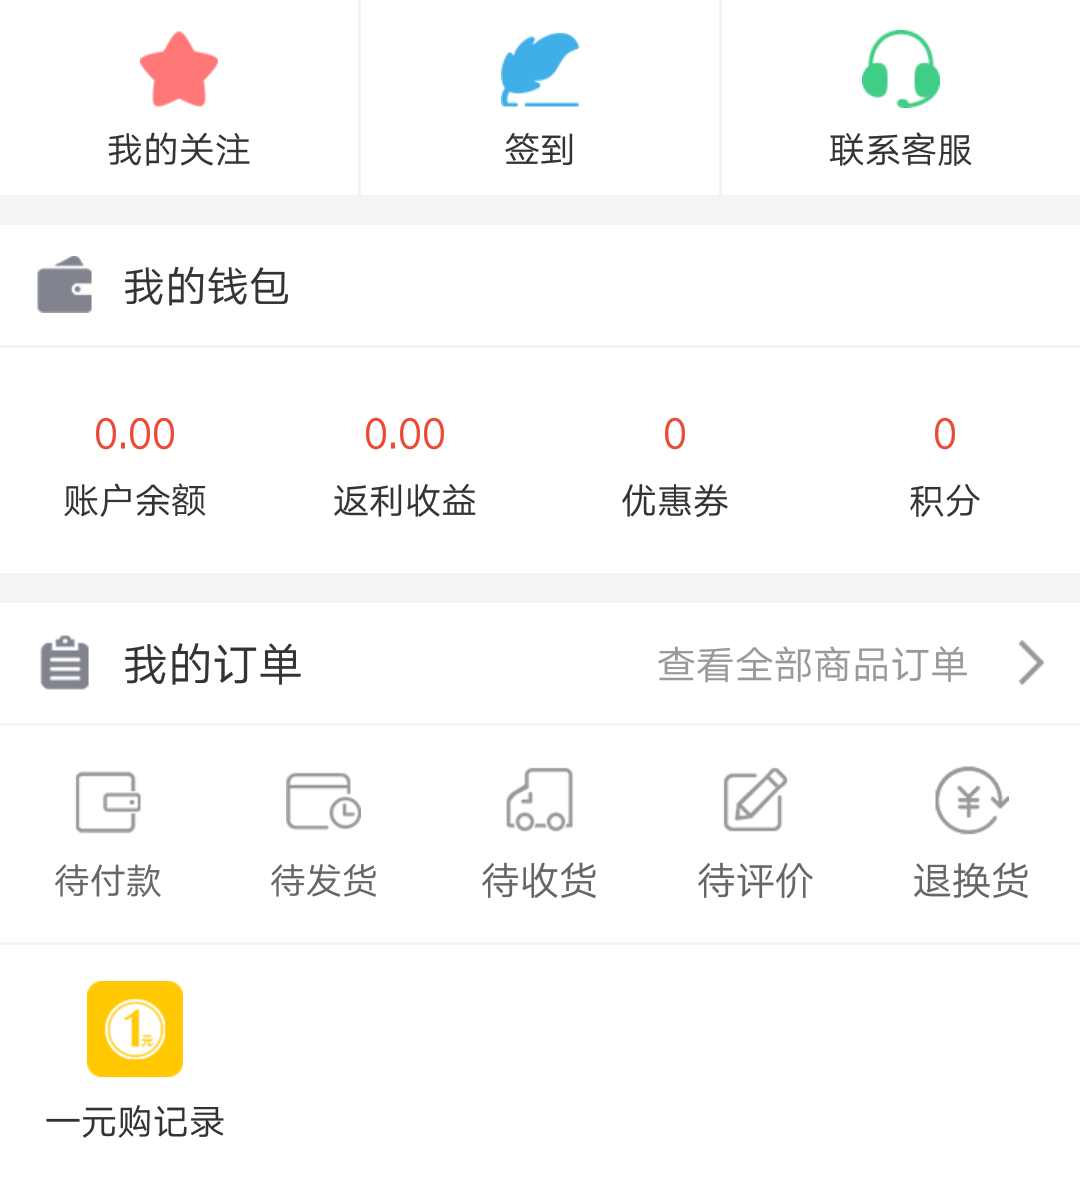 我的关注 签到 联系客服
我的钱包
0.00 0.00 0 0
账户余额 返利收益 优惠券 积分
我的订单 查看全部商品订单
¥
待付款 待发货 待收货 待评价 退换货
1元
一元购记录